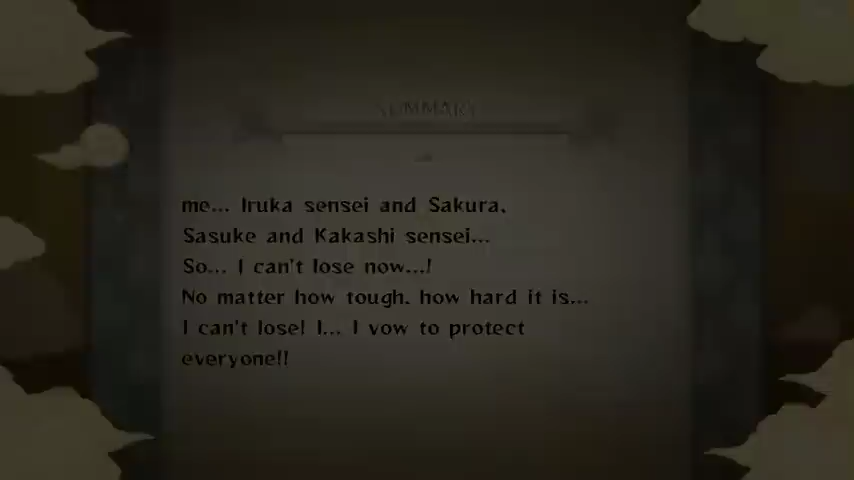 SUMMARY
me... Iruka sensei and Sakura,
Sasuke and Kakashi sensei...
So... I can't lose now...!
No matter how tough, how hard it is...
I can't lose! I... I vow to protect
everyone!!